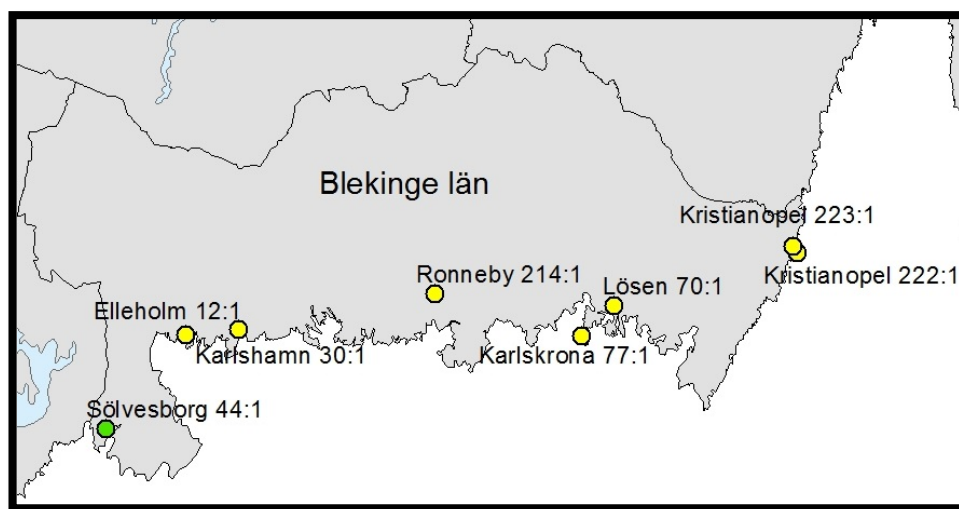 Blekinge län
Kristianopel 223:1
Kristianopel 222:1
Ronneby 214:1
Lösen 70:1
Elleholm 12:1
Karlshamn 30:1
Karlskrona 77:1
Sölvesborg 44:1